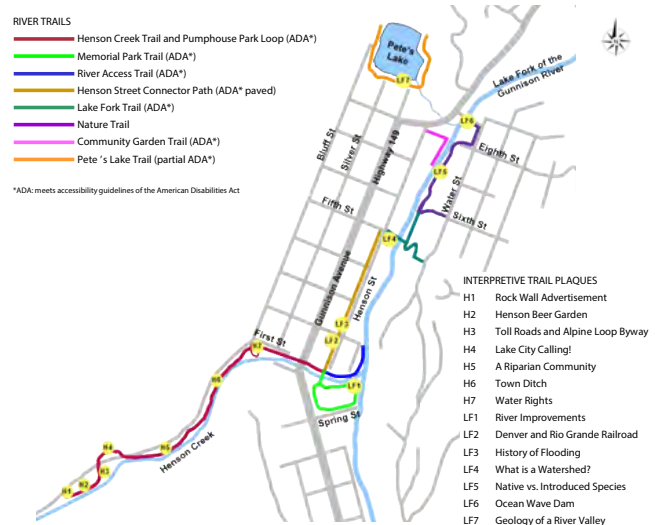 RIVER TRAILS
Henson Creek Trail and Pumphouse Park Loop (ADA*)
Memorial Park Trail (ADA*)
River Access Trail (ADA*)
Henson Street Connector Path (ADA* paved)
Lake Fork Trail (ADA*)
Nature Trail
Community Garden Trail (ADA*)
Pete 's Lake Trail (partial ADA*)
*ADA: meets accessibility guidelines of the American Disabilities Act
Pete's
Lake
LF7
Lake Fork of the
Gunnison River
LF6
Bluff St
Silver St
Highway 149
Eighth St
LF5
Water St
Fifth St
Sixth St
LF4
Gunnison Avenue
Henson St
LF3
LF2
First St
H7
LF1
H6
Spring St
Henson Creek
H5
H4
H3
H2
H1
INTERPRETIVE TRAIL PLAQUES
H1 Rock Wall Advertisement
H2 Henson Beer Garden
H3 Toll Roads and Alpine Loop Byway
H4 Lake City Calling!
H5 A Riparian Community
H6 Town Ditch
H7 Water Rights
LF1 River Improvements
LF2 Denver and Rio Grande Railroad
LF3 History of Flooding
LF4 What is a Watershed?
LF5 Native vs. Introduced Species
LF6 Ocean Wave Dam
LF7 Geology of a River Valley